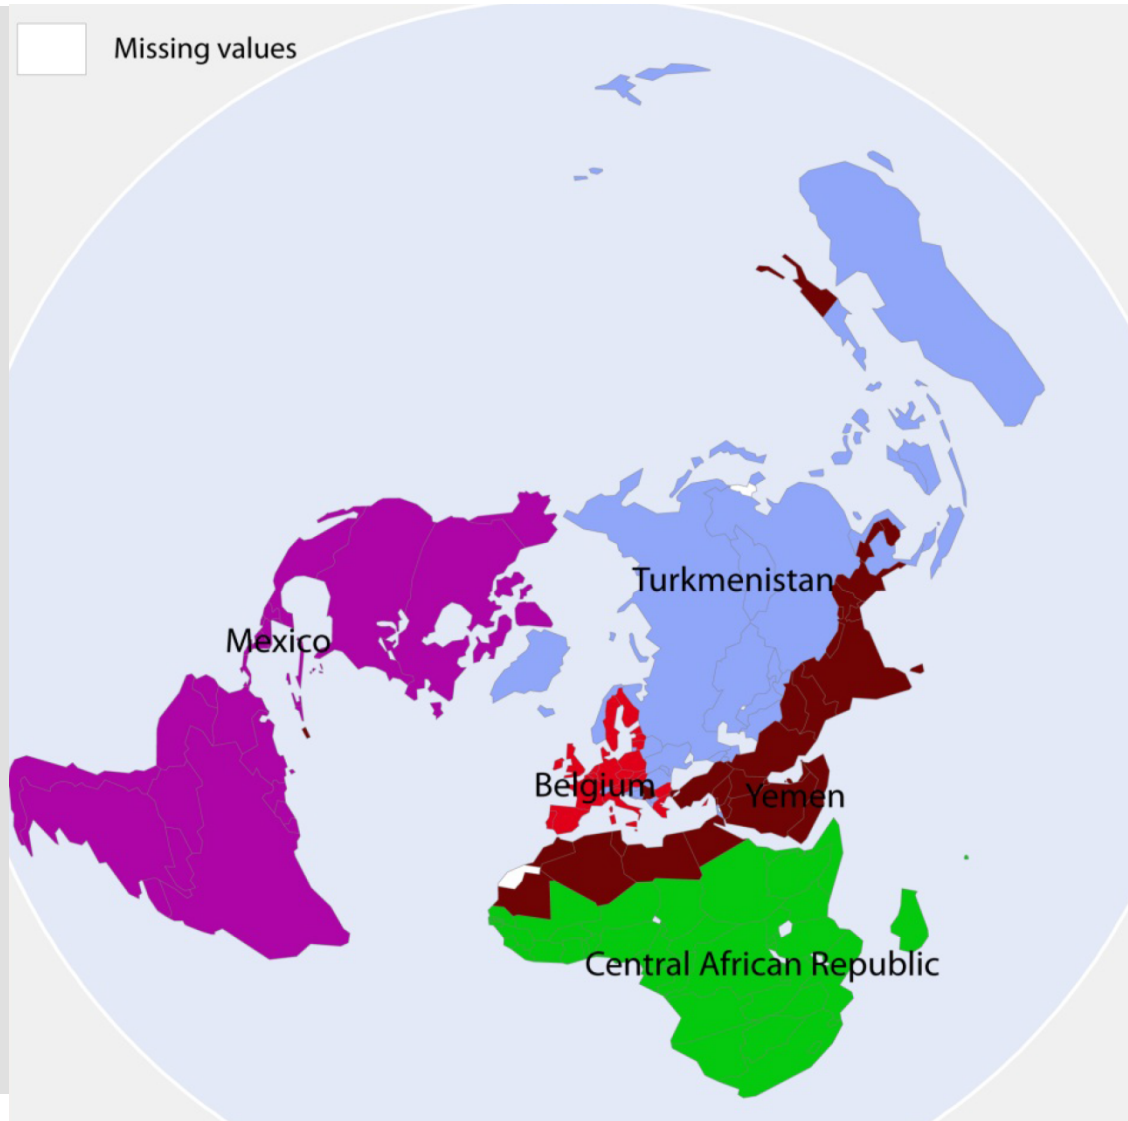 Missing values
Turkmenistan
Mexico
Belgium
Yemen
Central African Republic